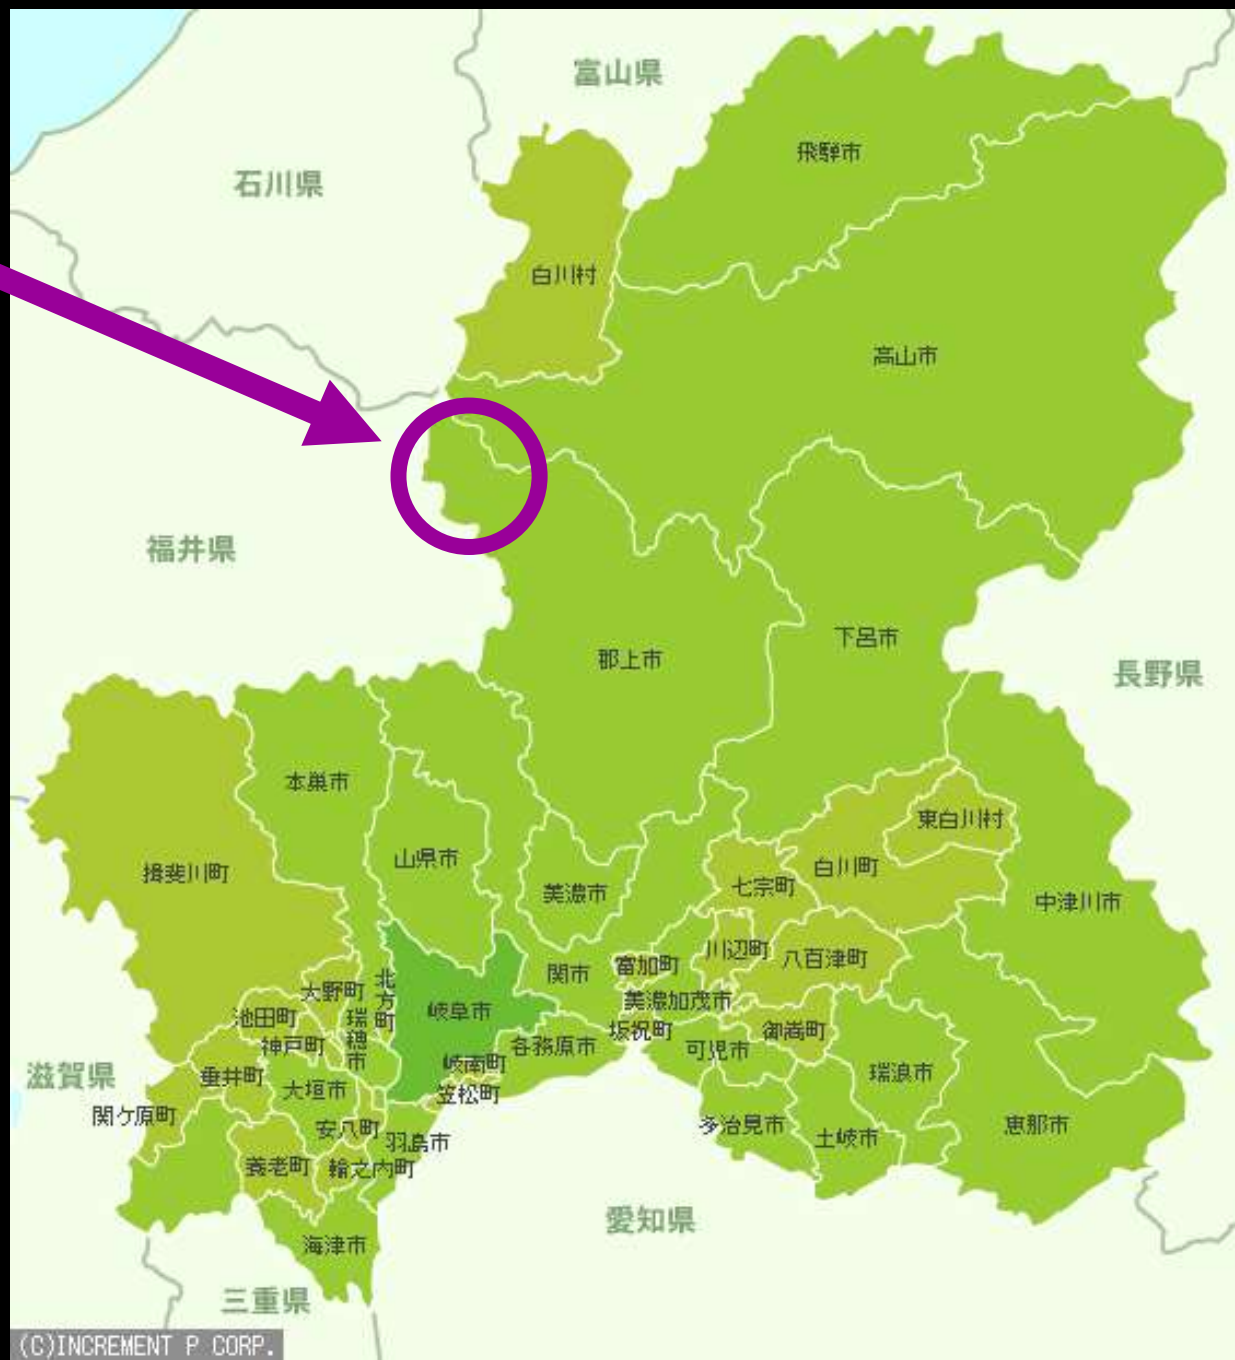 富山県
飛騨市
石川県
白川村
高山市
福井県
郡上市
下呂市
長野県
本巣市
東白川村
山県市
白川町
揖斐川町
七宗町
美濃市
中津川市
川辺町
八百津町
関市
富加町
大野町
北方町
美濃加茂市
池田町
瑞穂市
岐阜市
坂祝町
御嵩町
神戸町
各務原市
可児市
岐南町
垂井町
瑞浪市
大垣市
笠松町
関ケ原町
滋賀県
安八町
多治見市
恵那市
羽島市
土岐市
養老町
輪之内町
愛知県
海津市
三重県
(C)INCREMENT P CORP.